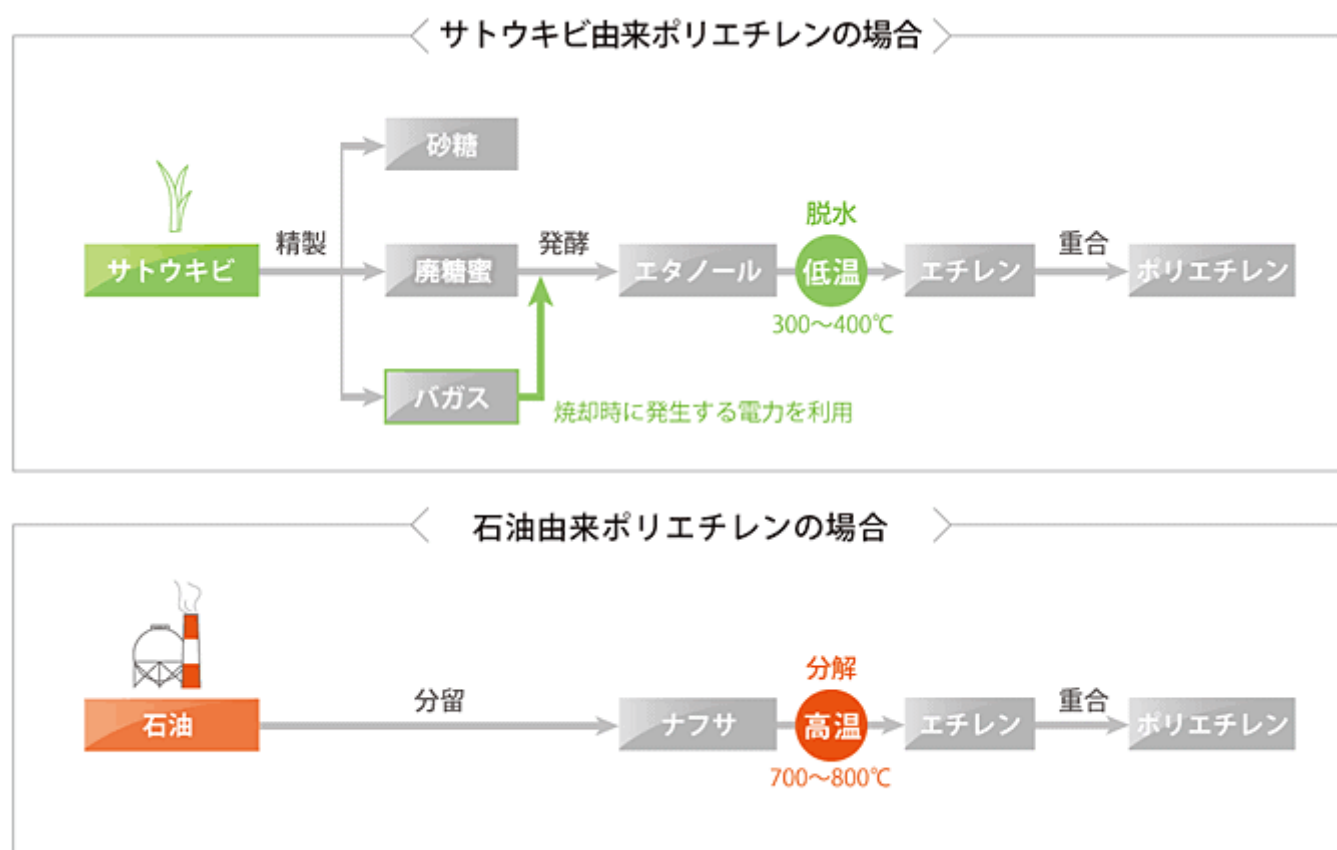 サトウキビ由来ポリエチレンの場合
砂糖
サトウキビ
精製
廃糖蜜
発酵
エタノール
脱水
低温
300〜400℃
エチレン
重合
ポリエチレン
バガス
焼却時に発生する電力を利用
石油由来ポリエチレンの場合
石油
分留
ナフサ
分解
高温
700〜800℃
エチレン
重合
ポリエチレン